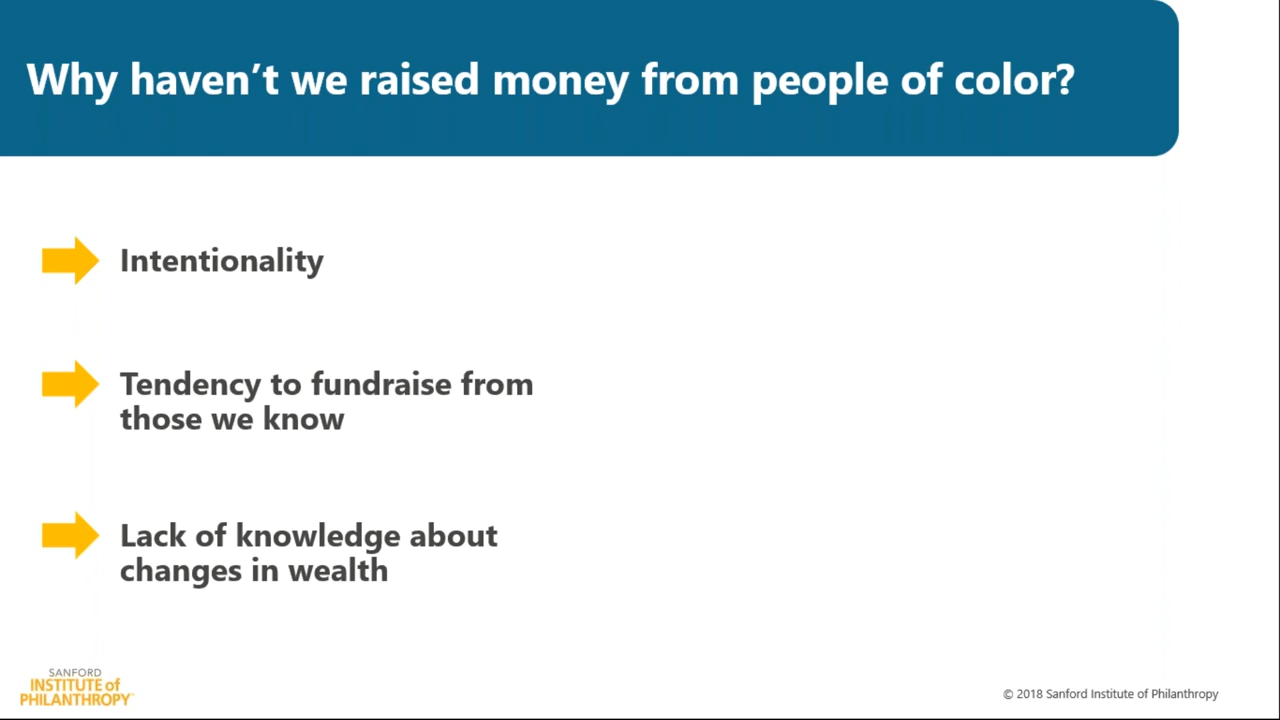 Why haven’t we raised money from people of color?
Intentionality
Tendency to fundraise from
those we know
Lack of knowledge about
changes in wealth
SANFORD
INSTITUTE of
PHILANTHROPY™
© 2018 Sanford Institute of Philanthropy